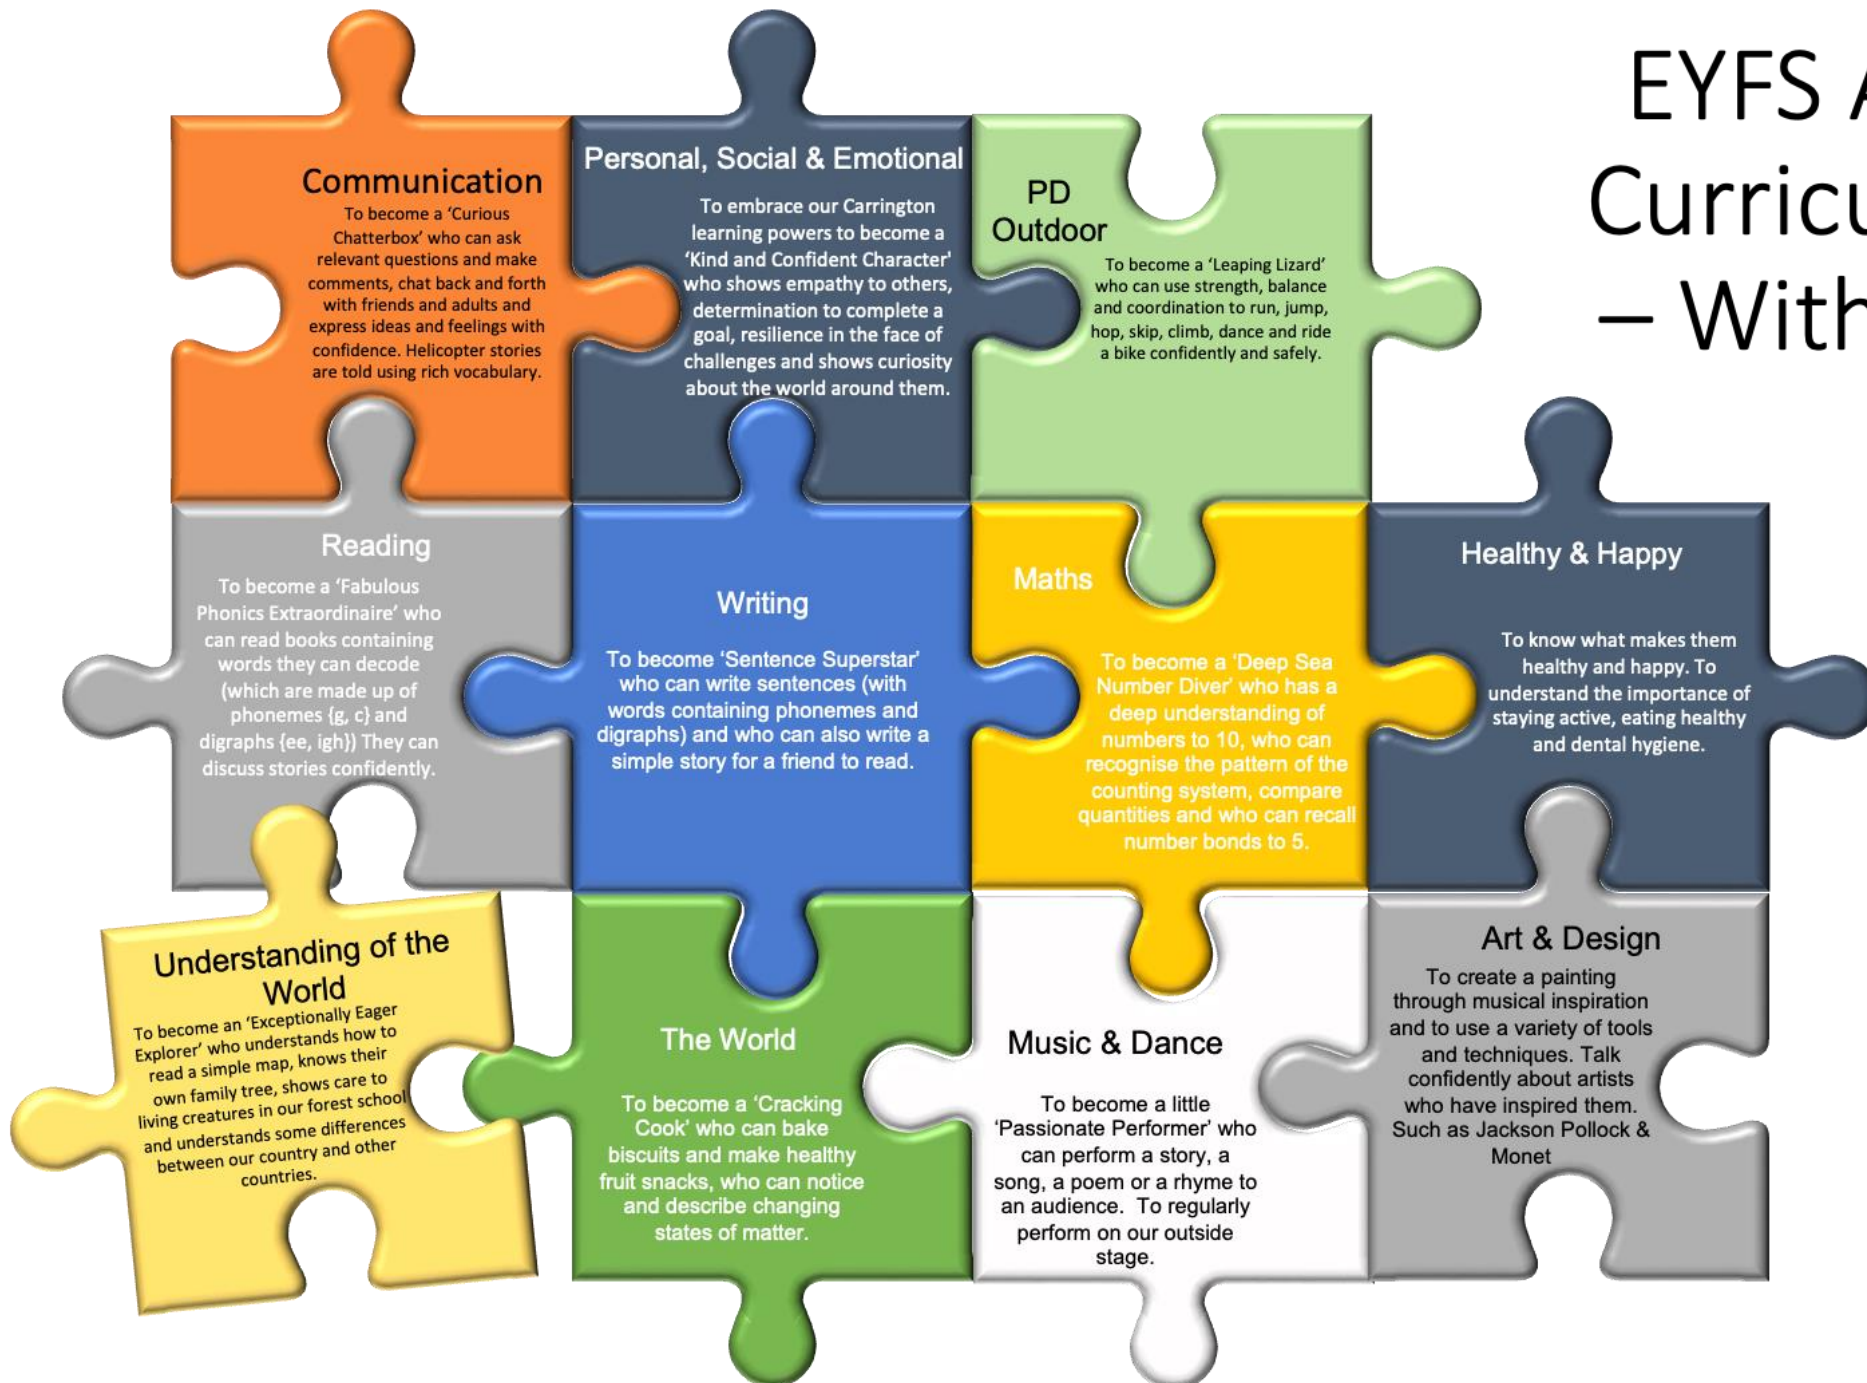 EYFS A
Curricu
– With
Communication
To become a ‘Curious
Chatterbox’ who can ask
relevant questions and make
comments, chat back and forth
with friends and adults and
express ideas and feelings with
confidence. Helicopter stories
are told using rich vocabulary.
Personal, Social & Emotional
To embrace our Carrington
learning powers to become a
‘Kind and Confident Character'
who shows empathy to others,
determination to complete a
goal, resilience in the face of
challenges and shows curiosity
about the world around them.
PD
Outdoor
To become a ‘Leaping Lizard’
who can use strength, balance
and coordination to run, jump,
hop, skip, climb, dance and ride
a bike confidently and safely.
Reading
To become a ‘Fabulous
Phonics Extraordinaire’ who
can read books containing
words they can decode
(which are made up of
phonemes {g, c} and
digraphs {ee, igh}) They can
discuss stories confidently.
Writing
To become ‘Sentence Superstar’
who can write sentences (with
words containing phonemes and
digraphs) and who can also write a
simple story for a friend to read.
Maths
To become a ‘Deep Sea
Number Diver’ who has a
deep understanding of
numbers to 10, who can
recognise the pattern of the
counting system, compare
quantities and who can recall
number bonds to 5.
Healthy & Happy
To know what makes them
healthy and happy. To
understand the importance of
staying active, eating healthy
and dental hygiene.
Understanding of the
World
To become an ‘Exceptionally Eager
Explorer’ who understands how to
read a simple map, knows their
own family tree, shows care to
living creatures in our forest school
and understands some differences
between our country and other
countries.
The World
To become a ‘Cracking
Cook’ who can bake
biscuits and make healthy
fruit snacks, who can notice
and describe changing
states of matter.
Music & Dance
To become a little
‘Passionate Performer’ who
can perform a story, a
song, a poem or a rhyme to
an audience. To regularly
perform on our outside
stage.
Art & Design
To create a painting
through musical inspiration
and to use a variety of tools
and techniques. Talk
confidently about artists
who have inspired them.
Such as Jackson Pollock &
Monet